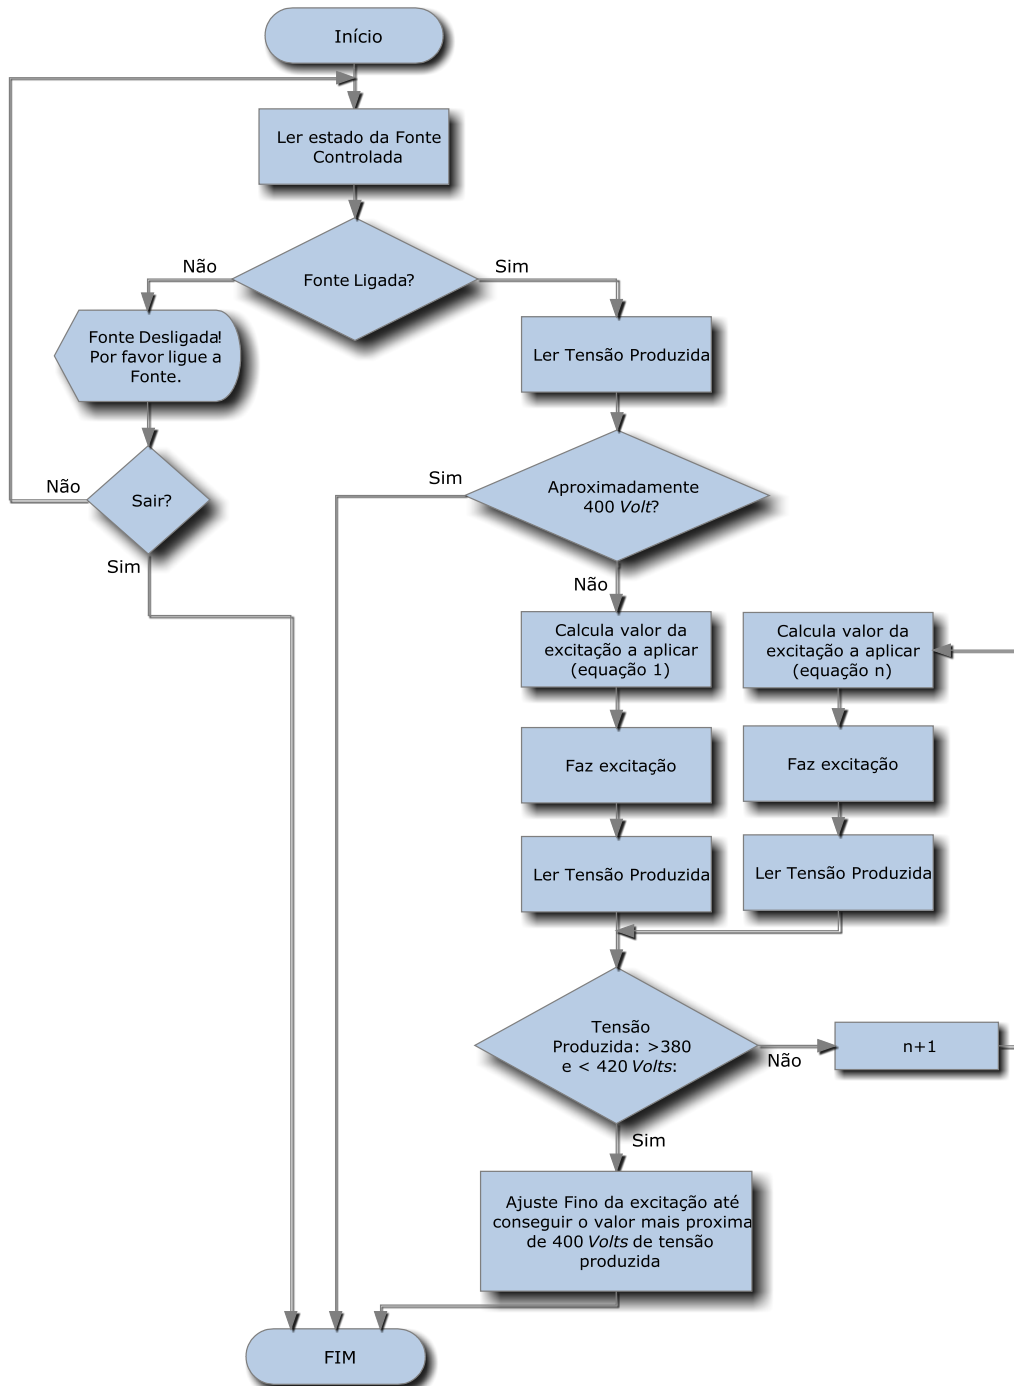 Início
Ler estado da Fonte
Controlada
Fonte Ligada?
Não
Sim
Fonte Desligada!
Por favor ligue a
Fonte.
Sair?
Não
Sim
Ler Tensão Produzida
Aproximadamente
400 Volt?
Sim
Não
Calcula valor da
excitação a aplicar
(equação 1)
Faz excitação
Ler Tensão Produzida
Calcula valor da
excitação a aplicar
(equação n)
Faz excitação
Ler Tensão Produzida
Tensão
Produzida: >380
e < 420 Volts:
Não
n+1
Sim
Ajuste Fino da excitação até
conseguir o valor mais proxima
de 400 Volts de tensão
produzida
FIM